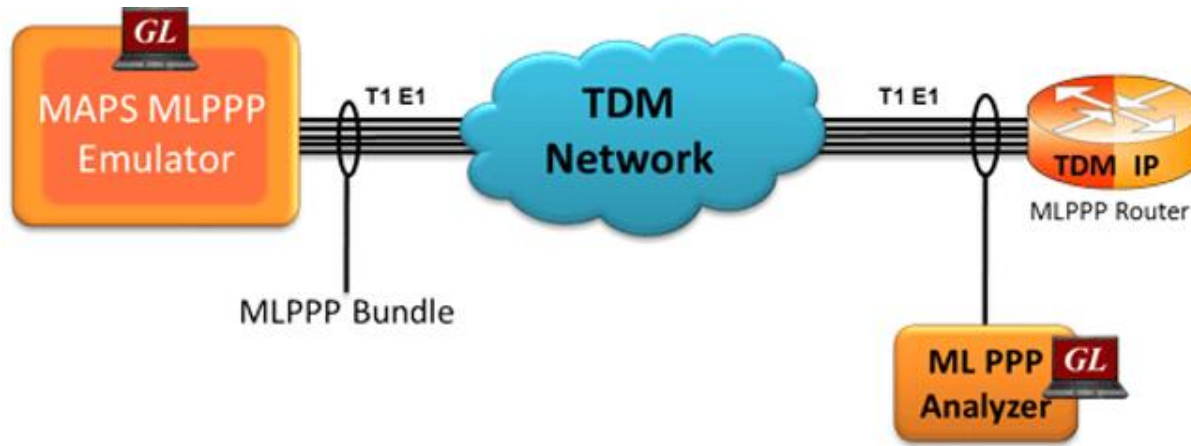 GL
MAPS MLPPP
Emulator
T1 E1
MLPPP Bundle
TDM
Network
T1 E1
TDM IP
MLPPP Router
ML PPP
Analyzer
GL